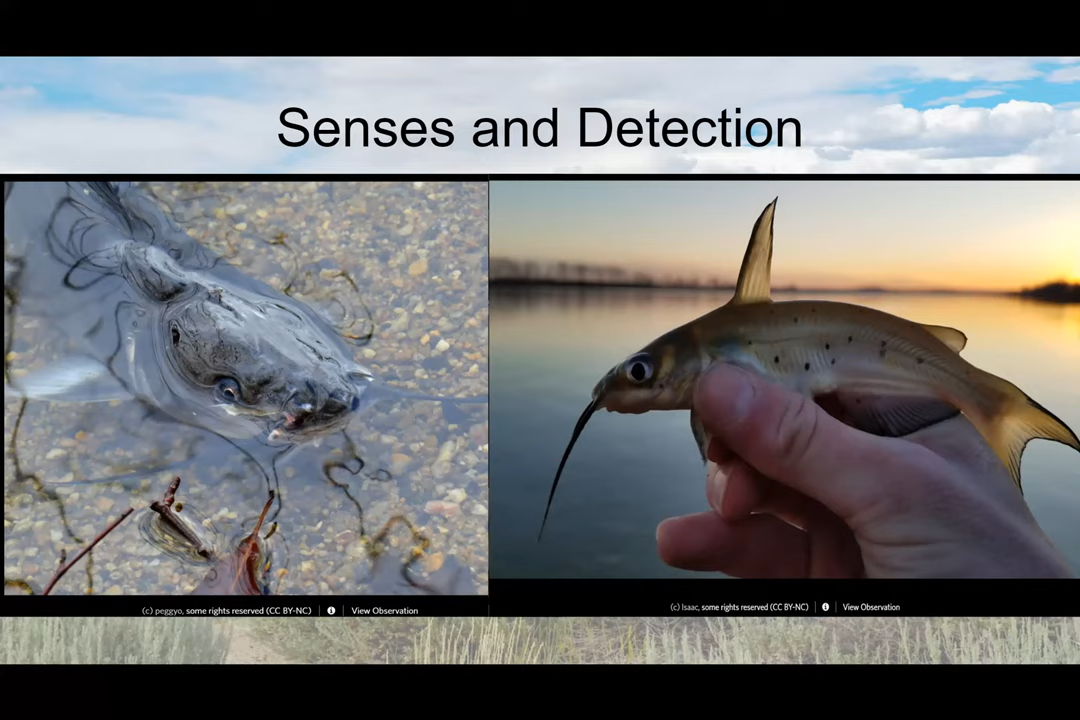 Senses and Detection
(c) peggyo, some rights reserved (CC BY-NC) View Observation
(c) Isaac, some rights reserved (CC BY-NC) View Observation